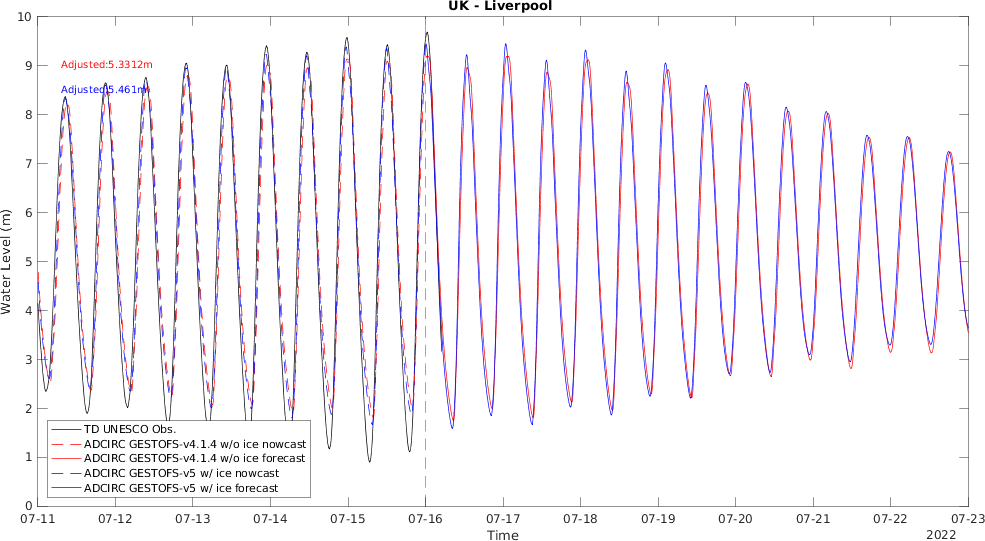 UK - Liverpool
10
9
8
7
6
5
4
3
2
1
0
Water Level (m)
Adjusted:5.3312m
Adjusted:5.461m
TD UNESCO Obs.
ADCIRC GESTOFS-v4.1.4 w/o ice nowcast
ADCIRC GESTOFS-v4.1.4 w/o ice forecast
ADCIRC GESTOFS-v5 w/ ice nowcast
ADCIRC GESTOFS-v5 w/ ice forecast
07-11 07-12 07-13 07-14 07-15 07-16 07-17 07-18 07-19 07-20 07-21 07-22 07-23
Time
2022